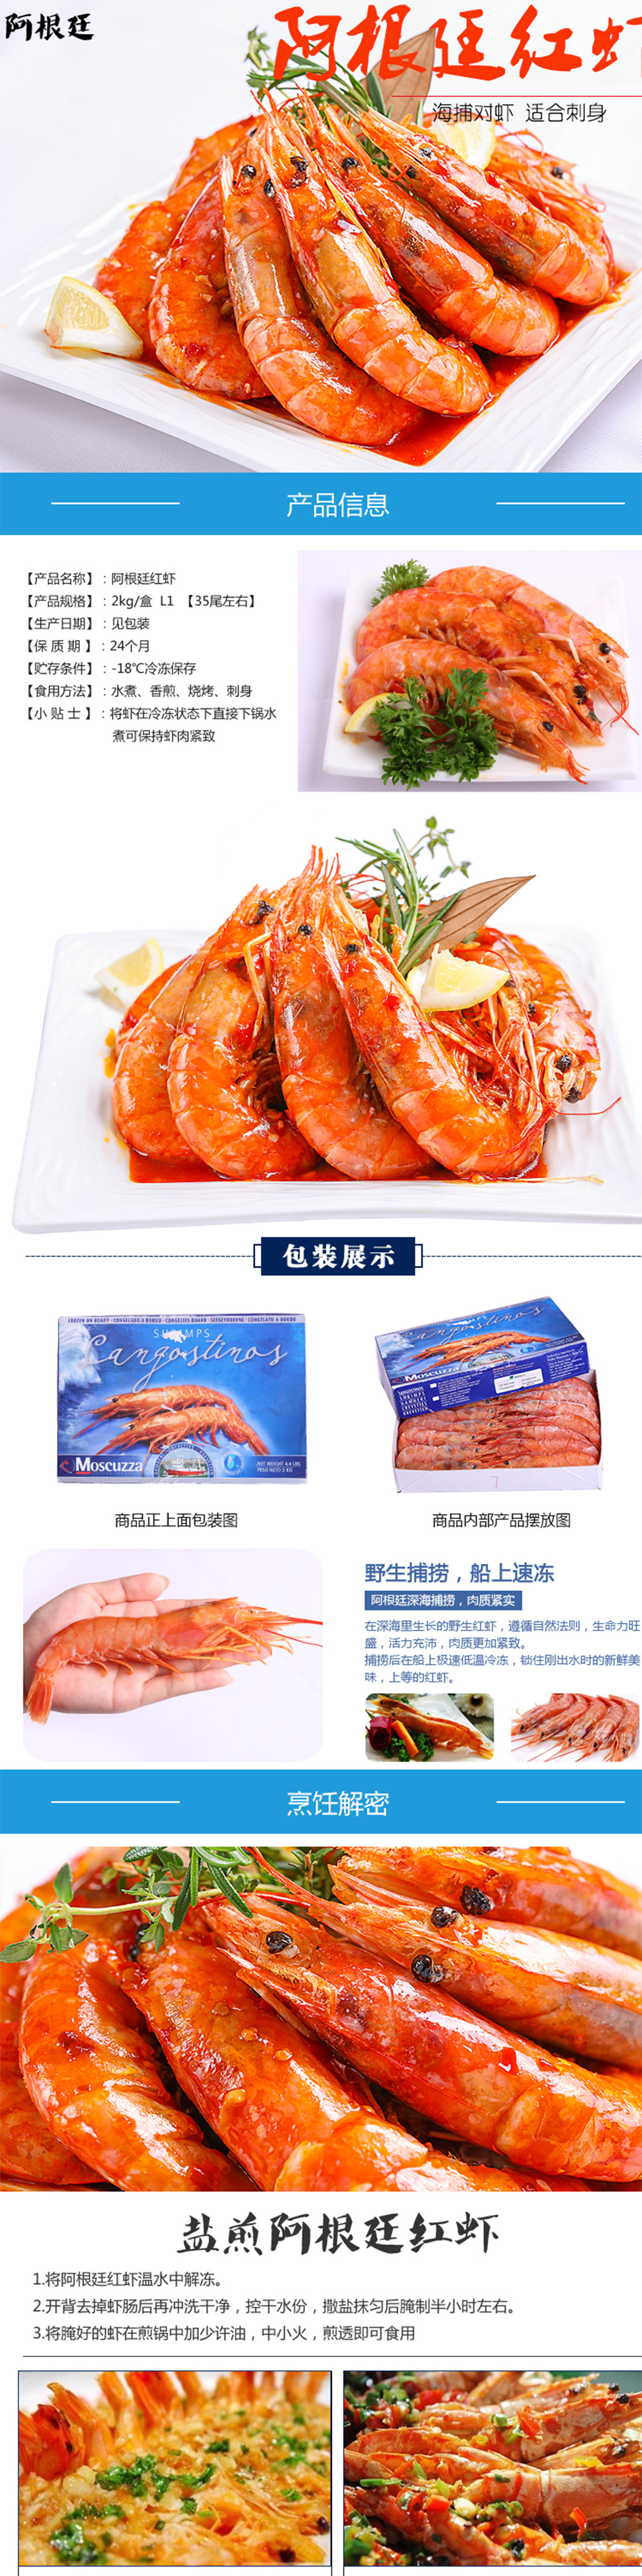 阿根廷
阿根廷红虾
海捕对虾 适合刺身
产品信息
【产品名称】：阿根廷红虾
【产品规格】：2kg/盒 L1 【35尾左右】
【生产日期】：见包装
【保 质 期 】：24个月
【贮存条件】：-18℃冷冻保存
【食用方法】：水煮、香煎、烧烤、刺身
【小 贴 士 】：将虾在冷冻状态下直接下锅水
煮可保持虾肉紧致
包装展示
SHRIMPS
Langostinos
Moscuzza
NET WEIGHT 4.4 LBS.
PESO NETO 2 KG
Langostinos
Moscuzza
商品正上面包装图
商品内部产品摆放图
野生捕捞，船上速冻
阿根廷深海捕捞，肉质紧实
在深海里生长的野生红虾，遵循自然法则，生命力旺
盛，活力充沛，肉质更加紧致。
捕捞后在船上极速低温冷冻，锁住刚出水时的新鲜美
味，上等的红虾。
烹饪解密
盐煎阿根廷红虾
1.将阿根廷红虾温水中解冻。
2.开背去掉虾肠后再冲洗干净，控干水份，撒盐抹匀后腌制半小时左右。
3.将腌好的虾在煎锅中加少许油，中小火，煎透即可食用